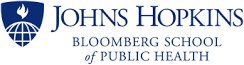 JOHNS HOPKINS
BLOOMBERG SCHOOL
of PUBLIC HEALTH